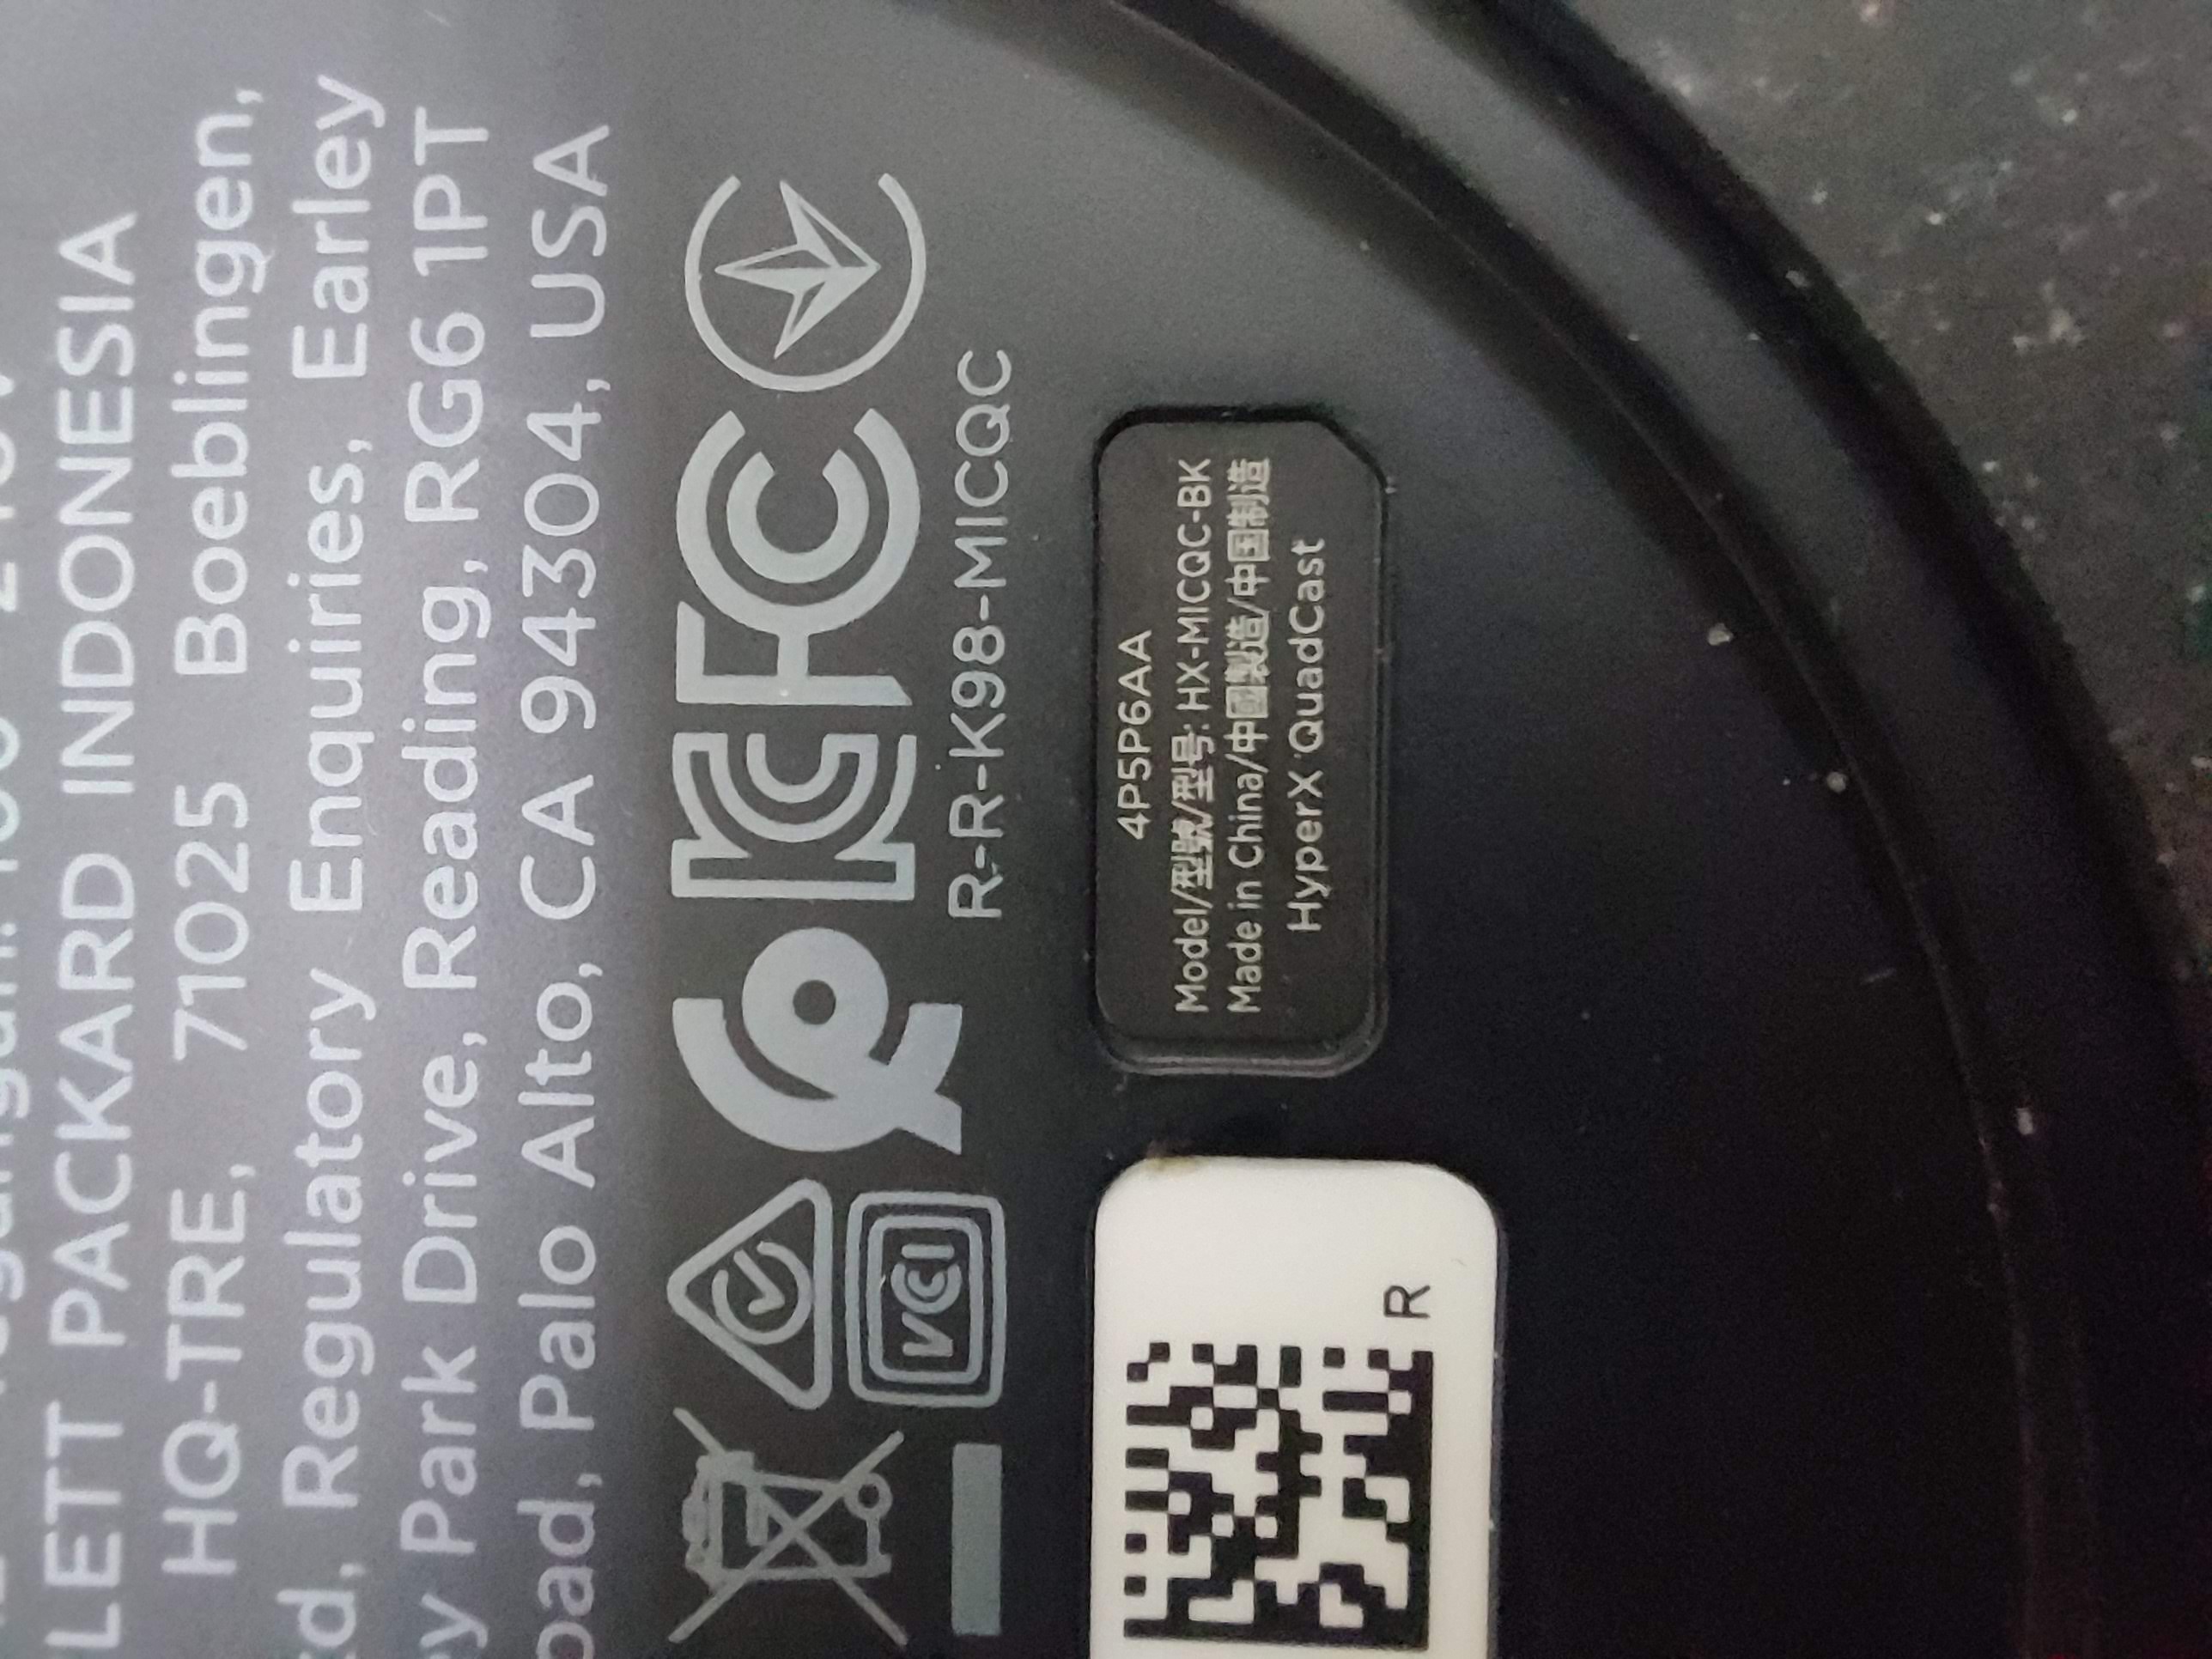 LETT PACKARD INDONESIA
HQ-TRE, 71025 Boeblingen,
Regulatory Enquiries, Earley
Park Drive, Reading, RG6 1PT
Palo Alto, CA 94304, USA
FC
VCI
R-R-K98-MICQC
4P5P6AA
Model/型號/型号: HX-MICQC-BK
Made in China/中國製造/中国制造
HyperX QuadCast
R